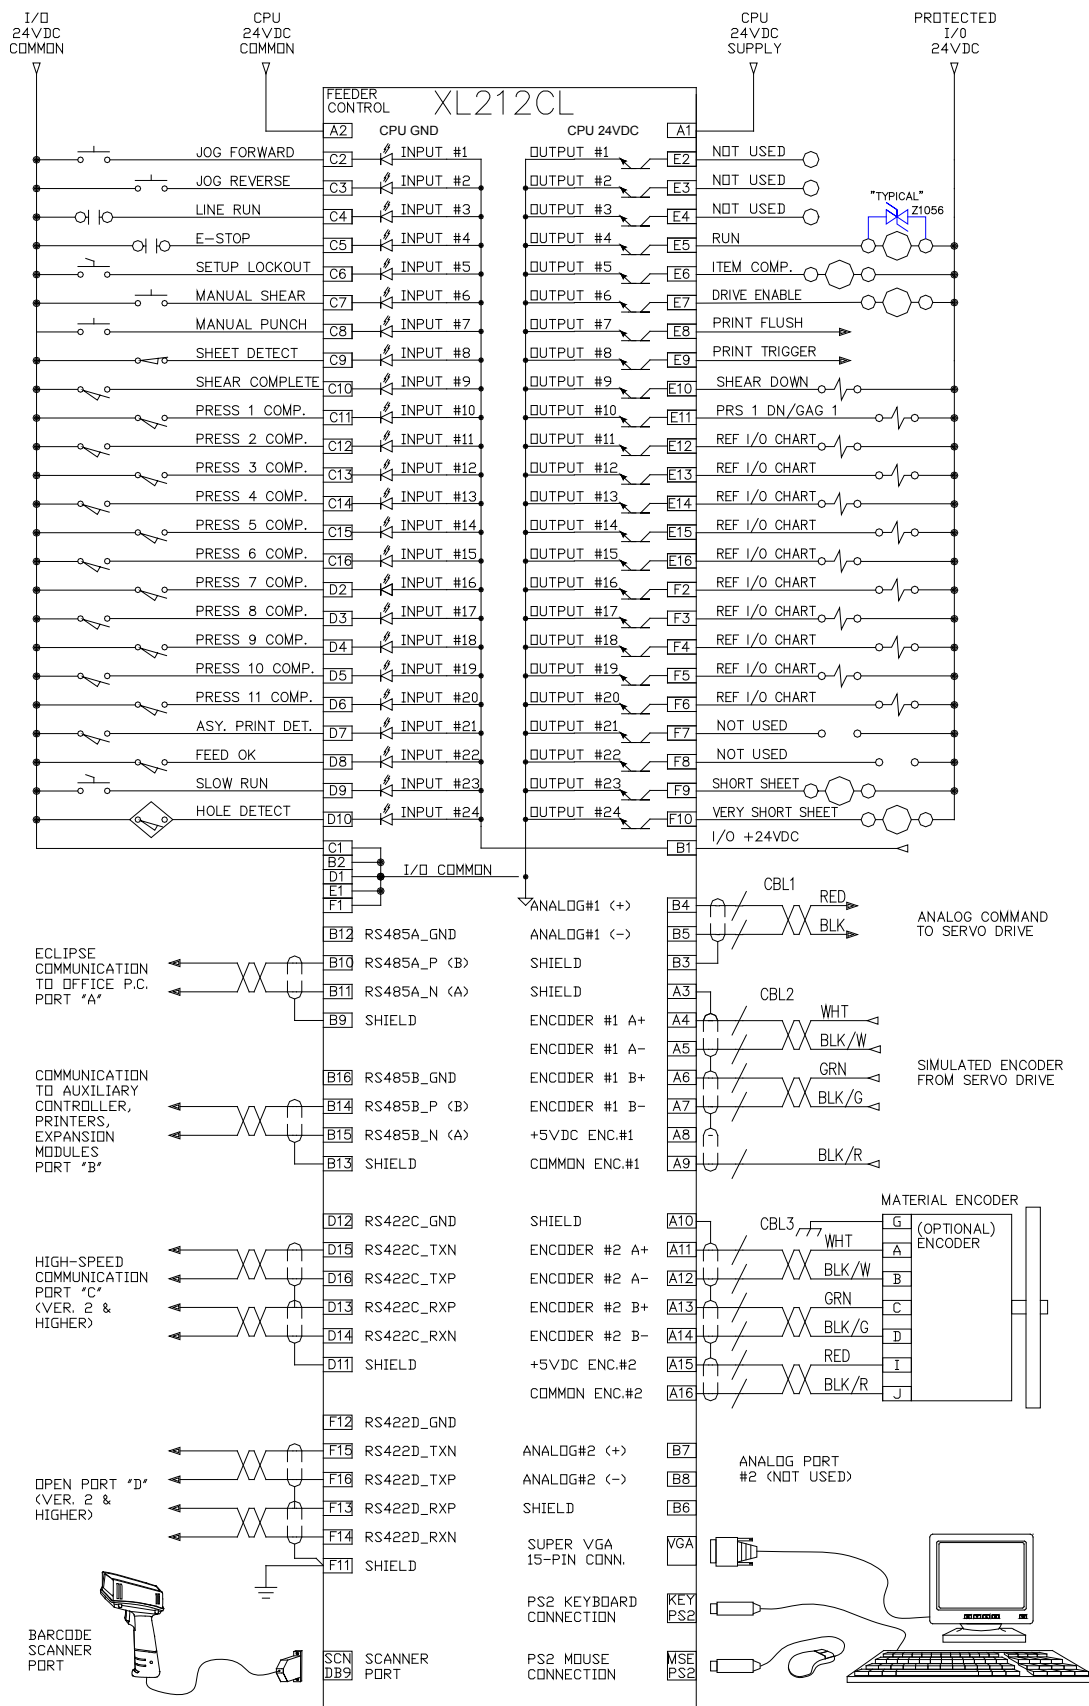 I/O
24VDC
COMMON
CPU
24VDC
COMMON
CPU
24VDC
SUPPLY
PROTECTED
I/O
24VDC
FEEDER
CONTROL
XL212CL
A2 CPU GND CPU 24VDC A1
JOG FORWARD C2 INPUT #1 OUTPUT #1 E2 NOT USED
JOG REVERSE C3 INPUT #2 OUTPUT #2 E3 NOT USED
"TYPICAL"
Z1056
LINE RUN C4 INPUT #3 OUTPUT #3 E4 NOT USED
E-STOP C5 INPUT #4 OUTPUT #4 E5 RUN
SETUP LOCKOUT C6 INPUT #5 OUTPUT #5 E6 ITEM COMP.
MANUAL SHEAR C7 INPUT #6 OUTPUT #6 E7 DRIVE ENABLE
MANUAL PUNCH C8 INPUT #7 OUTPUT #7 E8 PRINT FLUSH
SHEET DETECT C9 INPUT #8 OUTPUT #8 E9 PRINT TRIGGER
SHEAR COMPLETE C10 INPUT #9 OUTPUT #9 E10 SHEAR DOWN
PRESS 1 COMP. C11 INPUT #10 OUTPUT #10 E11 PRS 1 DN/GAG 1
PRESS 2 COMP. C12 INPUT #11 OUTPUT #11 E12 REF I/O CHART
PRESS 3 COMP. C13 INPUT #12 OUTPUT #12 E13 REF I/O CHART
PRESS 4 COMP. C14 INPUT #13 OUTPUT #13 E14 REF I/O CHART
PRESS 5 COMP. C15 INPUT #14 OUTPUT #14 E15 REF I/O CHART
PRESS 6 COMP. C16 INPUT #15 OUTPUT #15 E16 REF I/O CHART
PRESS 7 COMP. D2 INPUT #16 OUTPUT #16 F2 REF I/O CHART
PRESS 8 COMP. D3 INPUT #17 OUTPUT #17 F3 REF I/O CHART
PRESS 9 COMP. D4 INPUT #18 OUTPUT #18 F4 REF I/O CHART
PRESS 10 COMP. D5 INPUT #19 OUTPUT #19 F5 REF I/O CHART
PRESS 11 COMP. D6 INPUT #20 OUTPUT #20 F6 REF I/O CHART
ASY. PRINT DET. D7 INPUT #21 OUTPUT #21 F7 NOT USED
FEED OK D8 INPUT #22 OUTPUT #22 F8 NOT USED
SLOW RUN D9 INPUT #23 OUTPUT #23 F9 SHORT SHEET
HOLE DETECT D10 INPUT #24 OUTPUT #24 F10 VERY SHORT SHEET
C1 B1 I/O +24VDC
B2
D1 I/O COMMON
E1
F1
ANALOG#1 (+) B4 CBL1 RED
ANALOG#1 (-) B5 BLK
SHIELD B3
ANALOG COMMAND
TO SERVO DRIVE
B12 RS485A_GND
ECLIPSE
COMMUNICATION
TO OFFICE P.C.
PORT "A"
B10 RS485A_P (B)
B11 RS485A_N (A)
B9 SHIELD
SHIELD A3 CBL2
ENCODER #1 A+ A4 WHT
ENCODER #1 A- A5 BLK/W
ENCODER #1 B+ A6 GRN
ENCODER #1 B- A7 BLK/G
+5VDC ENC.#1 A8
COMMON ENC.#1 A9 BLK/R
SIMULATED ENCODER
FROM SERVO DRIVE
COMMUNICATION
TO AUXILIARY
CONTROLLER,
PRINTERS,
EXPANSION
MODULES
PORT "B"
B16 RS485B_GND
B14 RS485B_P (B)
B15 RS485B_N (A)
B13 SHIELD
MATERIAL ENCODER
(OPTIONAL)
ENCODER
SHIELD A10 CBL3 G
ENCODER #2 A+ A11 WHT A
ENCODER #2 A- A12 BLK/W B
ENCODER #2 B+ A13 GRN C
ENCODER #2 B- A14 BLK/G D
+5VDC ENC.#2 A15 RED I
COMMON ENC.#2 A16 BLK/R J
HIGH-SPEED
COMMUNICATION
PORT "C"
(VER. 2 &
HIGHER)
D12 RS422C_GND
D15 RS422C_TXN
D16 RS422C_TXP
D13 RS422C_RXP
D14 RS422C_RXN
D11 SHIELD
OPEN PORT "D"
(VER. 2 &
HIGHER)
F12 RS422D_GND
F15 RS422D_TXN
F16 RS422D_TXP
F13 RS422D_RXP
F14 RS422D_RXN
F11 SHIELD
ANALOG#2 (+) B7
ANALOG#2 (-) B8
SHIELD B6
ANALOG PORT
#2 (NOT USED)
SUPER VGA
15-PIN CONN.
VGA
PS2 KEYBOARD
CONNECTION
KEY
PS2
BARCODE
SCANNER
PORT
SCN
DB9
SCANNER
PORT
PS2 MOUSE
CONNECTION
MSE
PS2